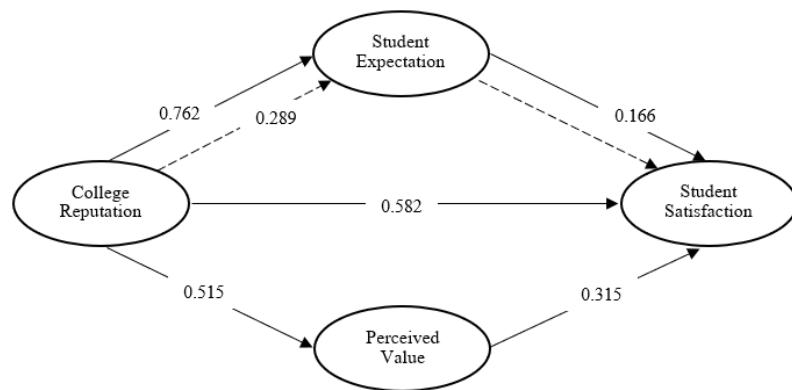 Student
Expectation
0.762
0.289
0.166
College
Reputation
0.582
Student
Satisfaction
0.515
0.315
Perceived
Value